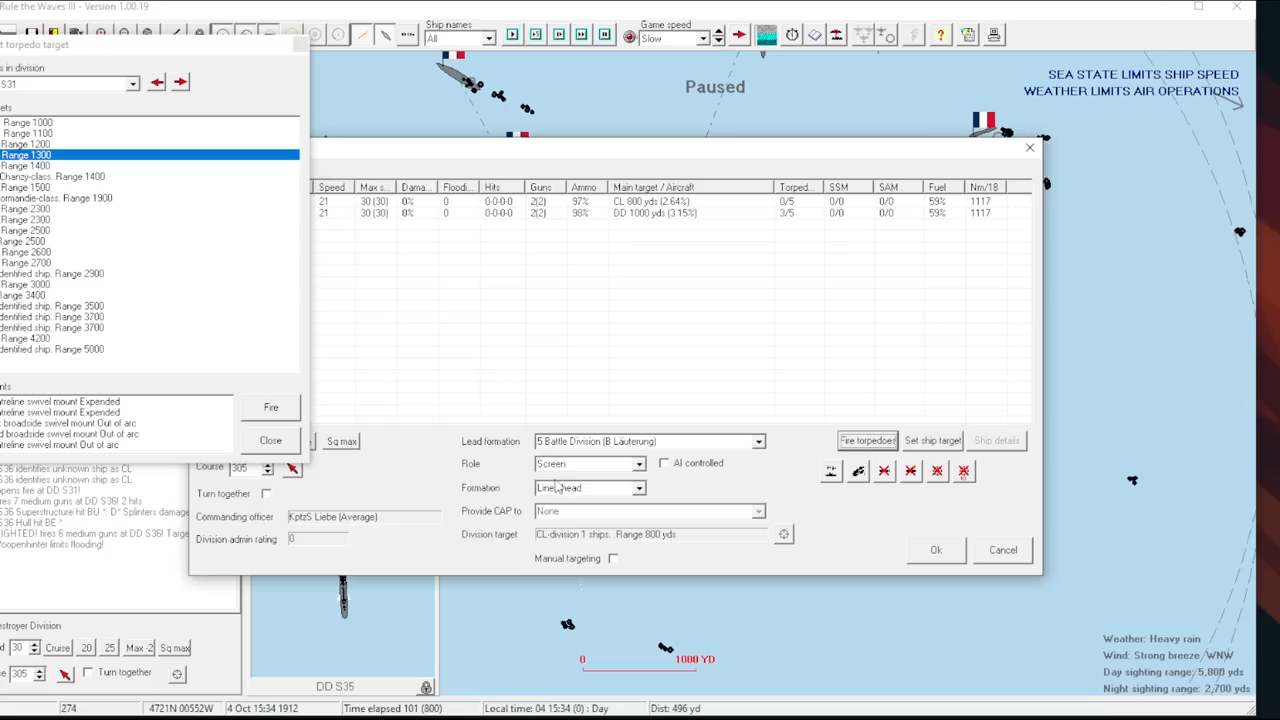 Rule the Waves III - Version 1.00.19
t torpedo target
s in division
S31
ets
Range 1000
Range 1100
Range 1200
Range 1300
Range 1400
Chanzy-class. Range 1400
Range 1500
ormandie-class. Range 1900
Range 2300
Range 2300
Range 2500
Range 2500
Range 2600
Range 2700
dentified ship. Range 2900
Range 3000
Range 3400
dentified ship. Range 3500
dentified ship. Range 3700
dentified ship. Range 3700
Range 4200
dentified ship. Range 5000
nts
ntreline swivel mount Expended
ntreline swivel mount Expended
t broadside swivel mount Out of arc
d broadside swivel mount Out of arc
ntreline swivel mount Out of arc
Fire
Close
Ship names
All
Game speed
Slow
Paused
SEA STATE LIMITS SHIP SPEED
WEATHER LIMITS AIR OPERATIONS
Speed Max s... Dama... Floodi... Hits Guns Ammo Main target / Aircraft Torped... SSM SAM Fuel Nm/18
21 30 (30) 0% 0 0-0-0-0 2(2) 97% CL 800 yds (2.64%) 0/5 0/0 0/0 59% 1117
21 30 (30) 0% 0 0-0-0-0 2(2) 98% DD 1000 yds (3.15%) 3/5 0/0 0/0 59% 1117
Sq max
Course 305
Turn together
Commanding officer KptzS Liebe (Average)
Division admin rating 0
Lead formation 5 Battle Division (B Läuterung)
Role Screen AI controlled
Formation Line ahead
Provide CAP to None
Division target CL-division 1 ships. .Range 800 yds
Manual targeting
Fire torpedoes Set ship target Ship details
Ok Cancel
S36 identifies unknown ship as CL
opens fire at DD S31!
ires 7 medium guns at DD S36! 2 hits
S36 Superstructure hit BU *. D* Splinters damag
S36 Hull hit BE *
IGHTED! fires 6 medium guns at DD S36! Target
Poopenhinter limits flooding!
stroyer Division
d 30 Cruise 20 25 Max -2 Sq max
e 305 Turn together
DD S35
0 1000 YD
Weather: Heavy rain
Wind: Strong breeze/WNW
Day sighting range: 5,800 yds
Night sighting range: 2,700 yds
274 4721N 00552W 4 Oct 15:34 1912 Time elapsed 101 (800) Local time: 04 15:34 (0) : Day Dist: 496 yd